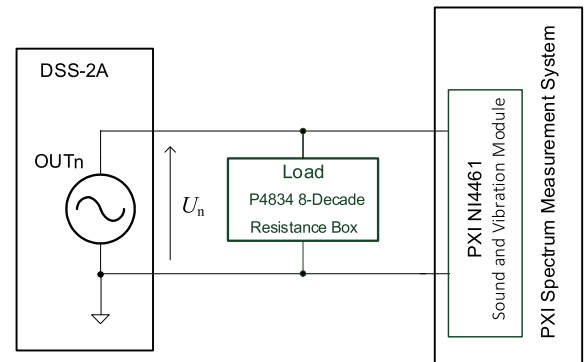 DSS-2A
OUTn
Un
Load
P4834 8-Decade
Resistance Box
PXI NI4461
Sound and Vibration Module
PXI Spectrum Measurement System